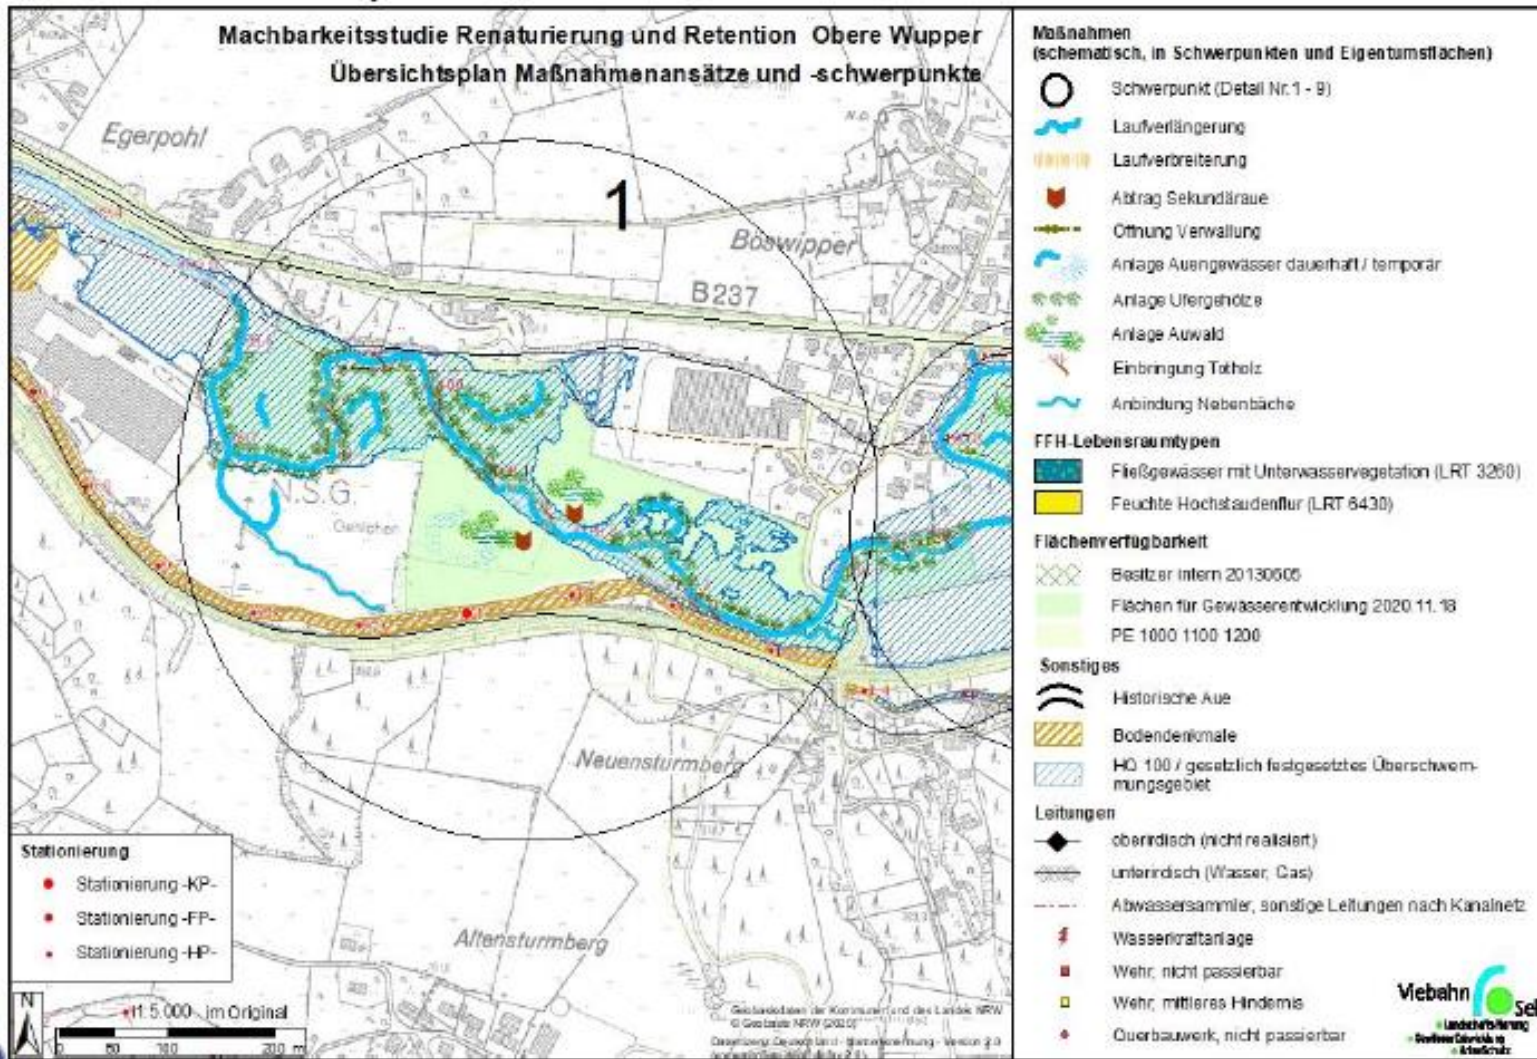 Machbarkeitsstudie Renaturierung und Retention Obere Wupper
Übersichtsplan Maßnahmenansätze und -schwerpunkte
Egerpohl
1
Böswipper
B237
N.S.G.
Neuensturmberg
Altensturmberg
Stationierung
Stationierung -KP-
Stationierung -FP-
Stationierung -HP-
N
1:5.000 im Original
0 50 100 200 m
Geobasisdaten der Kommunen und des Landes NRW
© Geobasis NRW (2020)
Maßnahmen
(schematisch, in Schwerpunkten und Eigentumsflächen)
Schwerpunkt (Detail Nr.1 - 9)
Laufverlängerung
Laufverbreiterung
Abtrag Sekundäraue
Öffnung Verwallung
Anlage Auengewässer dauerhaft / temporär
Anlage Ufergehölze
Anlage Auwald
Einbringung Totholz
Anbindung Nebenbäche
FFH-Lebensraumtypen
Fließgewässer mit Unterwasservegetation (LRT 3260)
Feuchte Hochstaudenflur (LRT 6430)
Flächenverfügbarkeit
Besitzer intern 20130605
Flächen für Gewässerentwicklung 2020.11.18
PE 1000 1100 1200
Sonstiges
Historische Aue
Bodendenkmale
HQ 100 / gesetzlich festgesetztes Überschwem-
mungsgebiet
Leitungen
oberirdisch (nicht realisiert)
unterirdisch (Wasser, Gas)
Abwassersammler, sonstige Leitungen nach Kanalnetz
Wasserkraftanlage
Wehr, nicht passierbar
Wehr, mittleres Hindernis
Querbauwerk, nicht passierbar
Viebahn
Sel